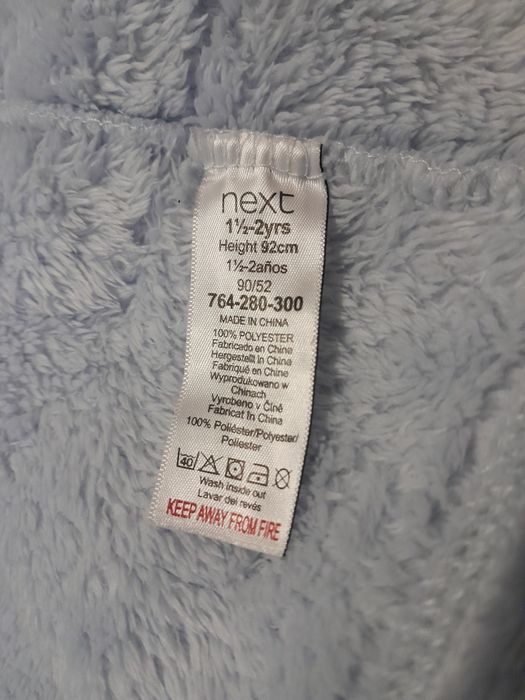 next
1½-2yrs
Height 92cm
1½-2años
90/52
764-280-300
MADE IN CHINA
100% POLYESTER
Fabricado en China
Hergestellt in China
Fabriqué en Chine
Wyprodukowano w
Chinach
Vyrobeno v Číně
Fabricat în China
100% Poliéster/Polyester/
Poliester
40
Wash inside out
Lavar del revés
KEEP AWAY FROM FIRE